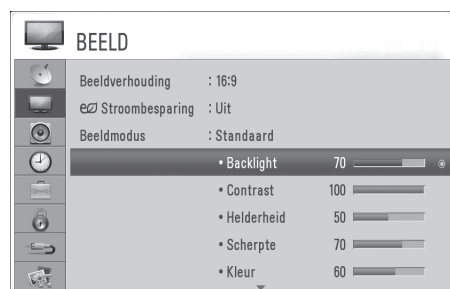 BEELD
Beeldverhouding : 16:9
Stroombesparing : Uit
Beeldmodus : Standaard
• Backlight 70
• Contrast 100
• Helderheid 50
• Scherpte 70
• Kleur 60